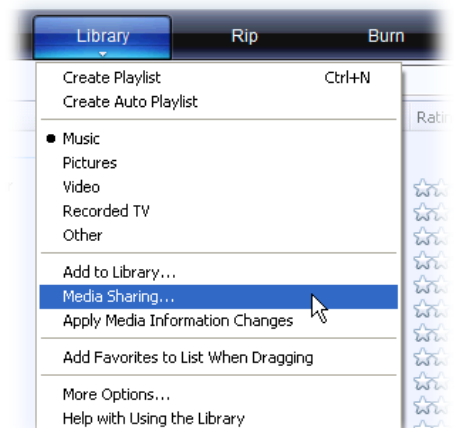 Library Rip Burn
Create Playlist Ctrl+N
Create Auto Playlist
Music
Pictures
Video
Recorded TV
Other
Add to Library...
Media Sharing...
Apply Media Information Changes
Add Favorites to List When Dragging
More Options...
Help with Using the Library